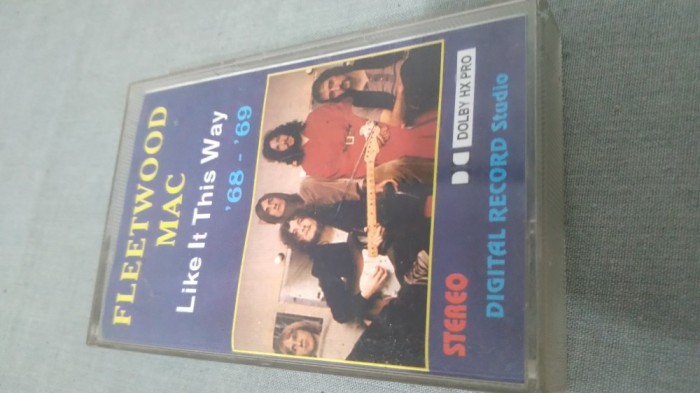 FLEETWOOD
MAC
Like It This Way
'68 - '69
DOLBY HX PRO
STEREO
DIGITAL RECORD Studio